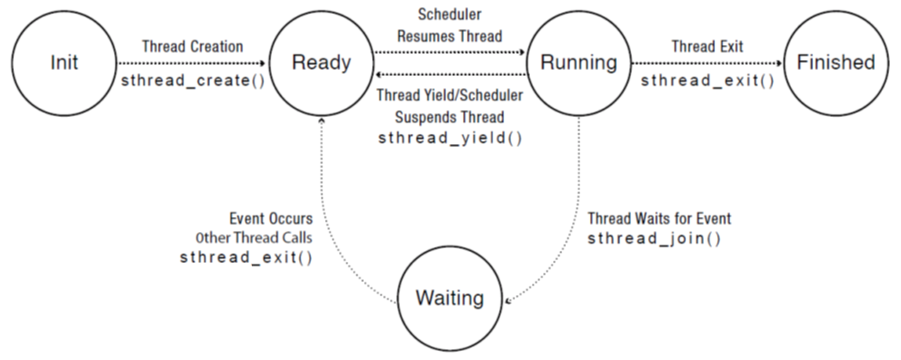 Init
Thread Creation
sthread_create()
Ready
Scheduler
Resumes Thread
Thread Yield/Scheduler
Suspends Thread
sthread_yield()
Running
Thread Exit
sthread_exit()
Finished
Event Occurs
Other Thread Calls
sthread_exit()
Thread Waits for Event
sthread_join()
Waiting